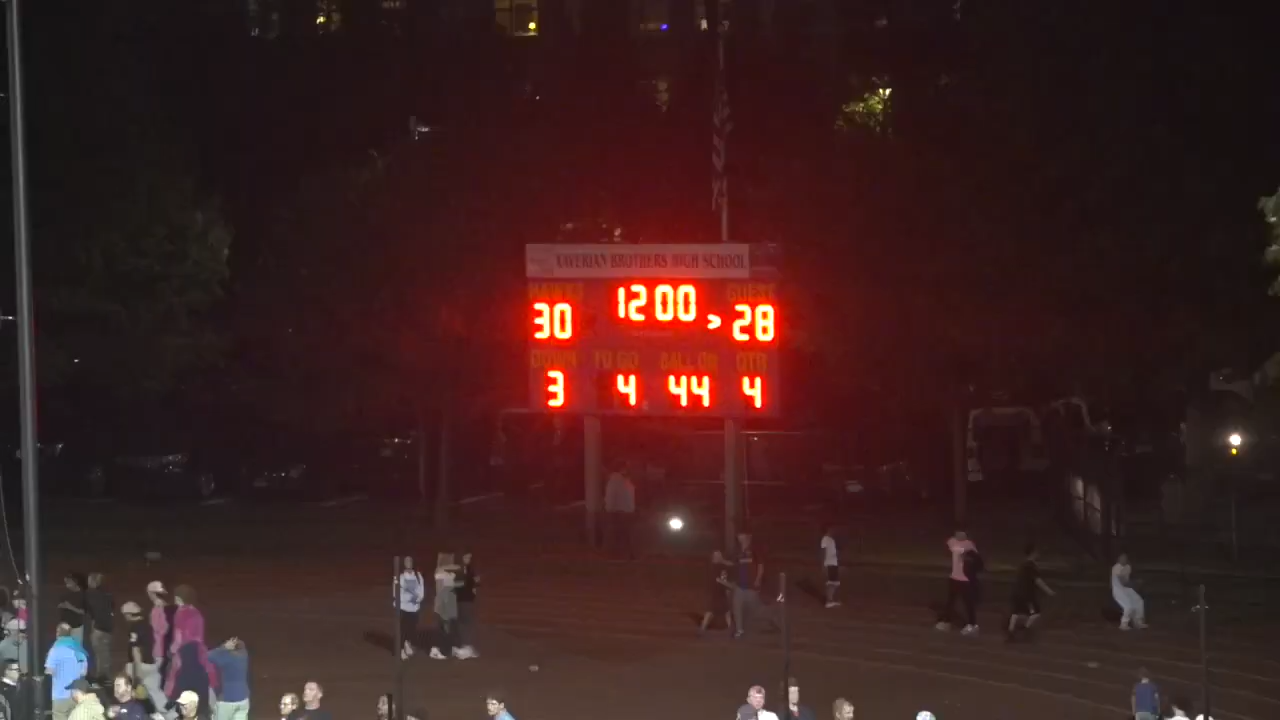 XAVERIAN BROTHERS HIGH SCHOOL
HAWKS 12 00 GUEST
30 > 28
DOWN TO GO BALL ON QTR
3 4 44 4